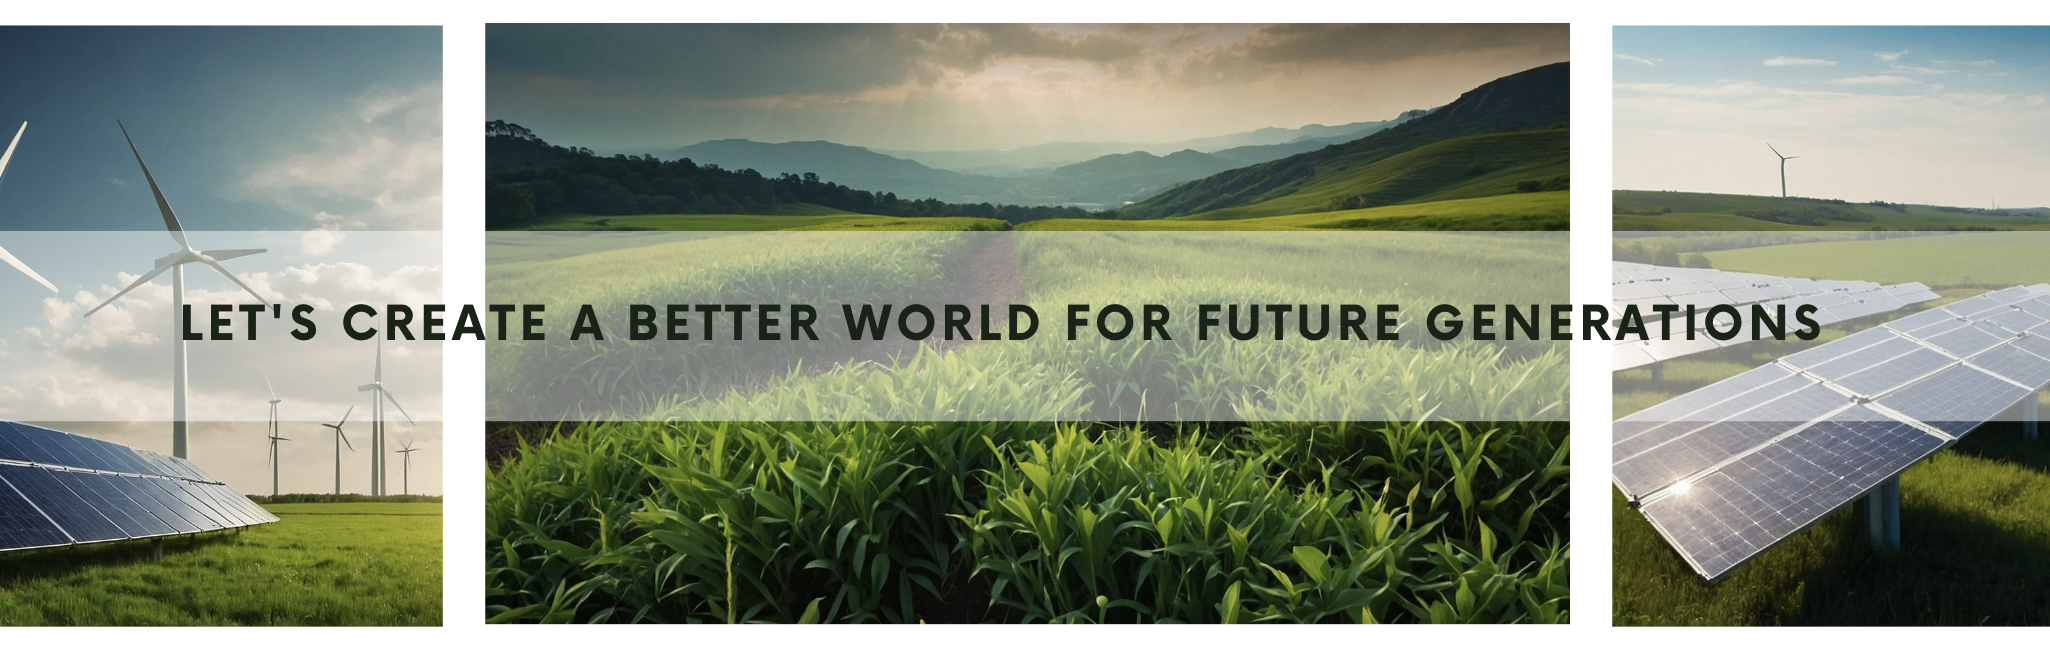 LET'S CREATE A BETTER WORLD FOR FUTURE GENERATIONS